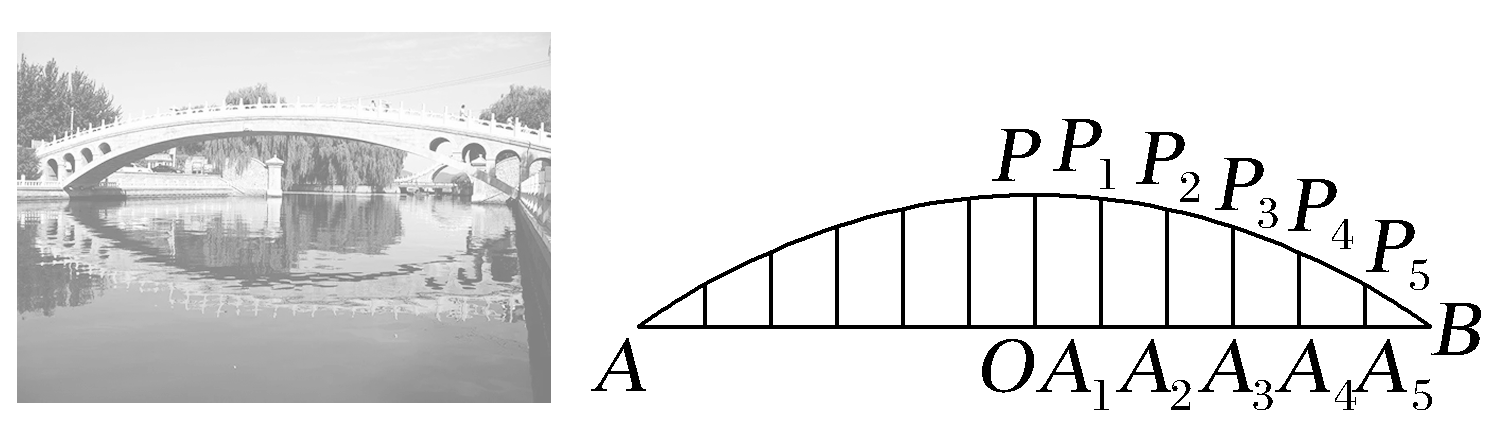 P P₁ P₂ P₃ P₄ P₅
A O A₁ A₂ A₃ A₄ A₅ B